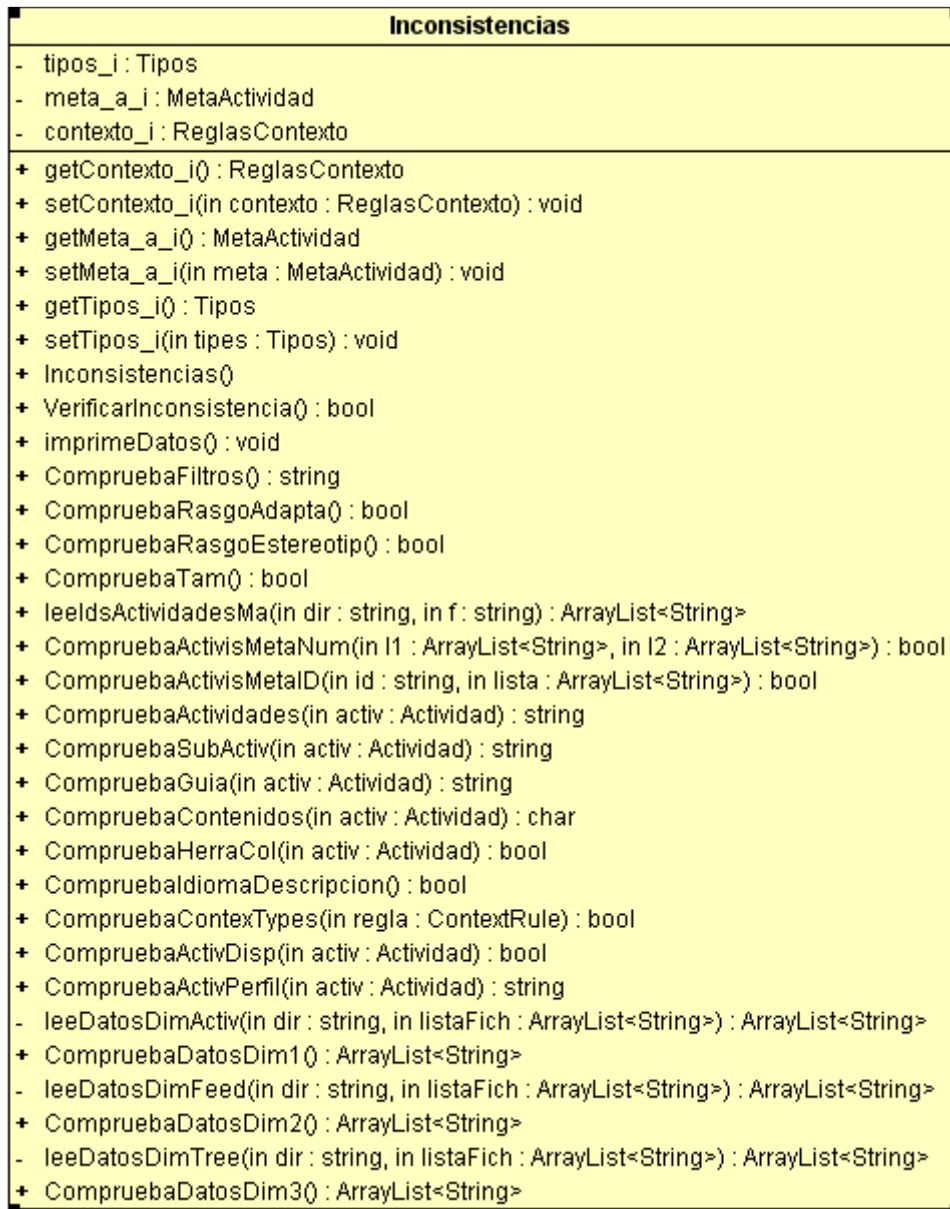 Inconsistencias
- tipos_i : Tipos
- meta_a_i : MetaActividad
- contexto_i : ReglasContexto
+ getContexto_i() : ReglasContexto
+ setContexto_i(in contexto : ReglasContexto) : void
+ getMeta_a_i() : MetaActividad
+ setMeta_a_i(in meta : MetaActividad) : void
+ getTipos_i() : Tipos
+ setTipos_i(in tipes : Tipos) : void
+ Inconsistencias()
+ VerificarInconsistencia() : bool
+ imprimeDatos() : void
+ CompruebaFiltros() : string
+ CompruebaRasgoAdapta() : bool
+ CompruebaRasgoEstereotip() : bool
+ CompruebaTam() : bool
+ leeIdsActividadesMa(in dir : string, in f : string) : ArrayList<String>
+ CompruebaActivisMetaNum(in l1 : ArrayList<String>, in l2 : ArrayList<String>) : bool
+ CompruebaActivisMetaID(in id : string, in lista : ArrayList<String>) : bool
+ CompruebaActividades(in activ : Actividad) : string
+ CompruebaSubActiv(in activ : Actividad) : string
+ CompruebaGuia(in activ : Actividad) : string
+ CompruebaContenidos(in activ : Actividad) : char
+ CompruebaHerraCol(in activ : Actividad) : bool
+ CompruebaIdiomaDescripcion() : bool
+ CompruebaContexTypes(in regla : ContextRule) : bool
+ CompruebaActivDisp(in activ : Actividad) : bool
+ CompruebaActivPerfil(in activ : Actividad) : string
- leeDatosDimActiv(in dir : string, in listaFich : ArrayList<String>) : ArrayList<String>
+ CompruebaDatosDim1() : ArrayList<String>
- leeDatosDimFeed(in dir : string, in listaFich : ArrayList<String>) : ArrayList<String>
+ CompruebaDatosDim2() : ArrayList<String>
- leeDatosDimTree(in dir : string, in listaFich : ArrayList<String>) : ArrayList<String>
+ CompruebaDatosDim3() : ArrayList<String>